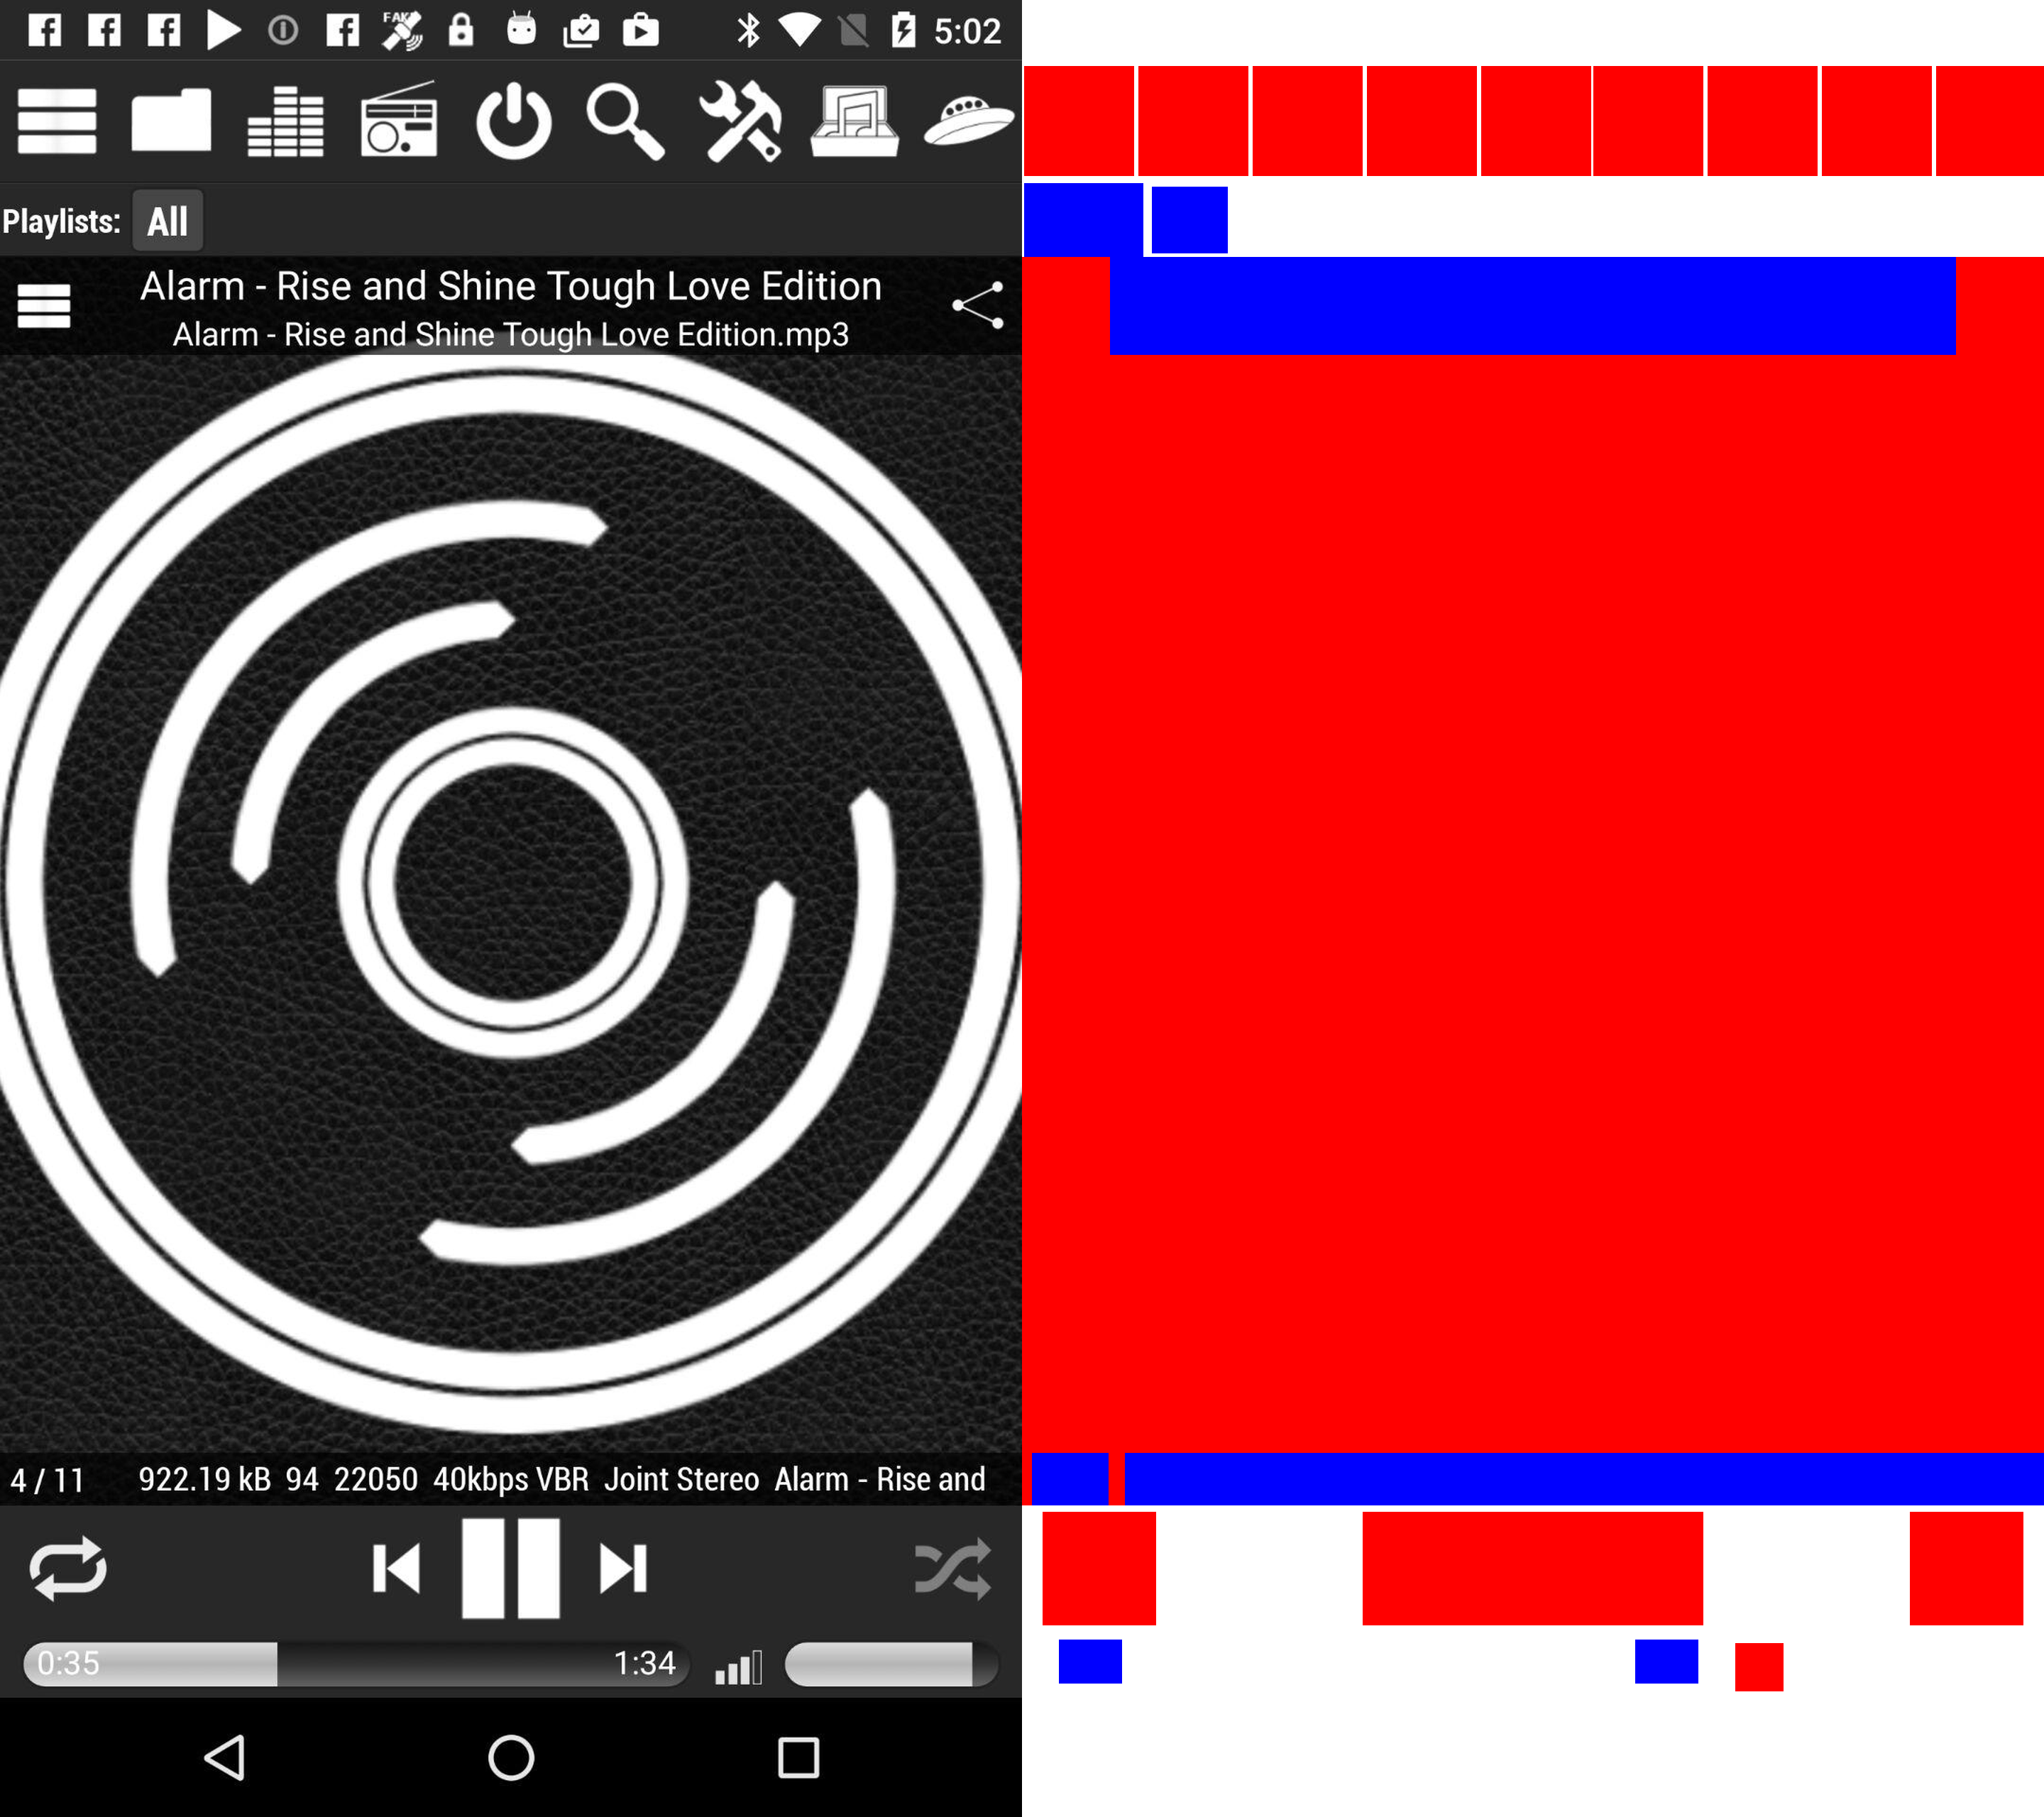 FAKE
5:02
Playlists: All
Alarm - Rise and Shine Tough Love Edition
Alarm - Rise and Shine Tough Love Edition.mp3
4 / 11 922.19 kB 94 22050 40kbps VBR Joint Stereo Alarm - Rise and
0:35 1:34